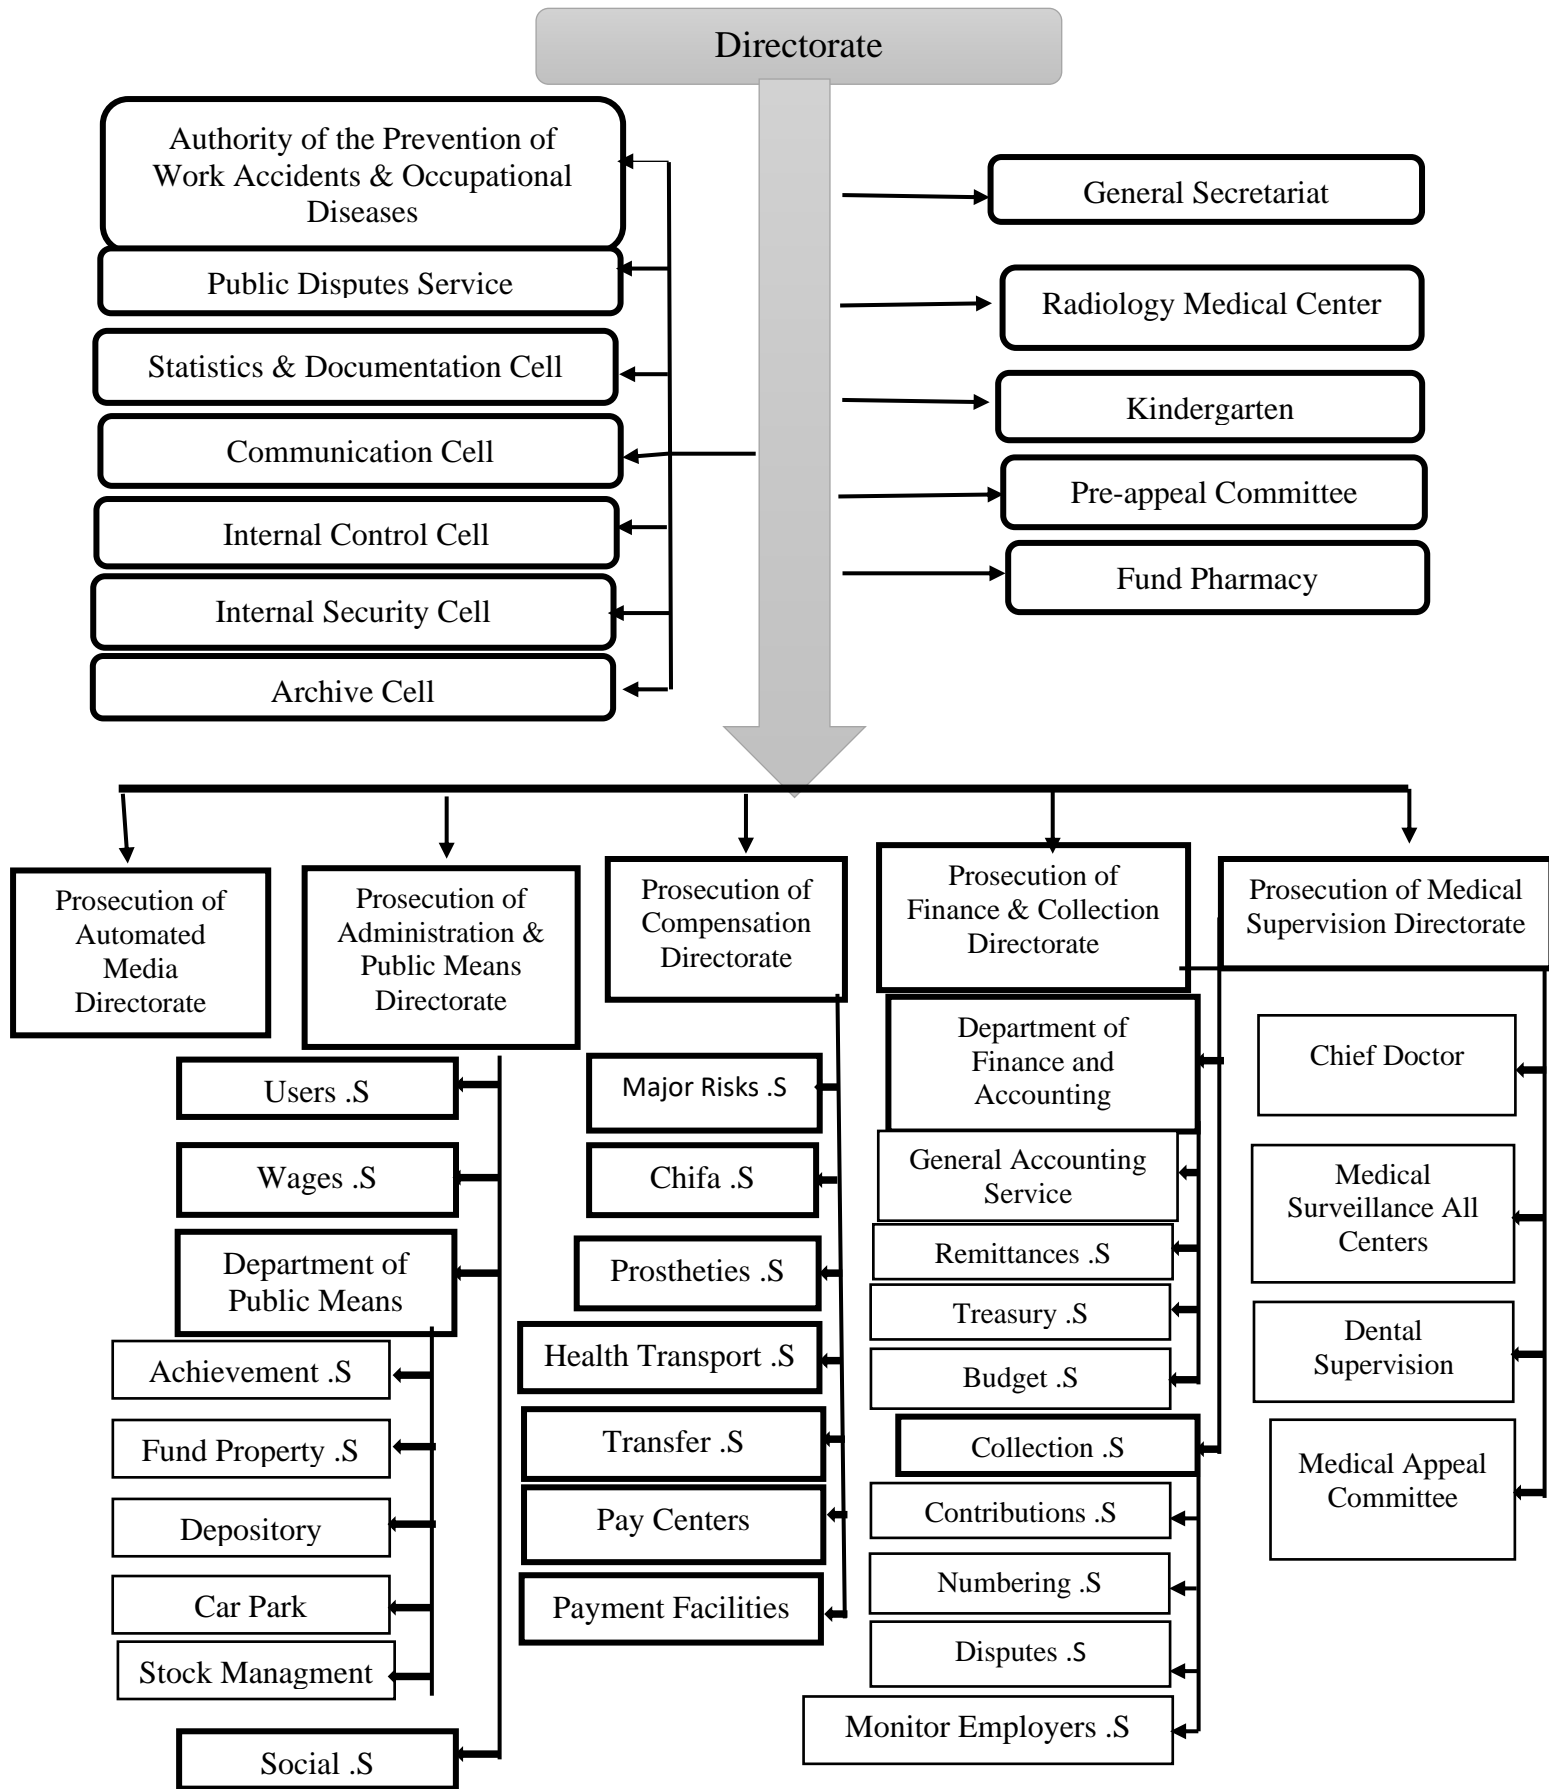 Directorate
Authority of the Prevention of
Work Accidents & Occupational
Diseases
Public Disputes Service
Statistics & Documentation Cell
Communication Cell
Internal Control Cell
Internal Security Cell
Archive Cell
General Secretariat
Radiology Medical Center
Kindergarten
Pre-appeal Committee
Fund Pharmacy
Prosecution of
Automated
Media
Directorate
Prosecution of
Administration &
Public Means
Directorate
Users .S
Wages .S
Department of
Public Means
Achievement .S
Fund Property .S
Depository
Car Park
Stock Managment
Social .S
Prosecution of
Compensation
Directorate
Major Risks .S
Chifa .S
Prostheties .S
Health Transport .S
Transfer .S
Pay Centers
Payment Facilities
Prosecution of
Finance & Collection
Directorate
Department of
Finance and
Accounting
General Accounting
Service
Remittances .S
Treasury .S
Budget .S
Collection .S
Contributions .S
Numbering .S
Disputes .S
Monitor Employers .S
Prosecution of Medical
Supervision Directorate
Chief Doctor
Medical
Surveillance All
Centers
Dental
Supervision
Medical Appeal
Committee